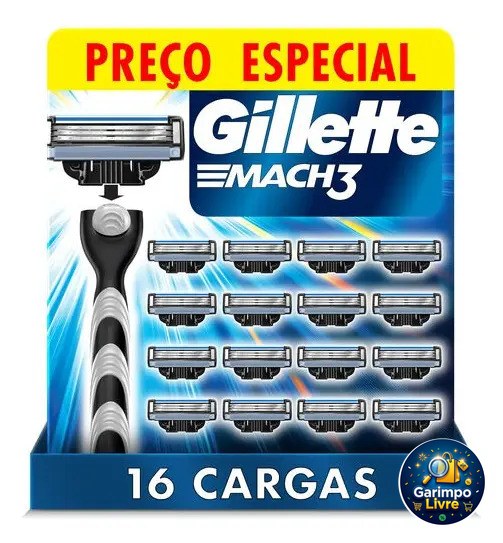 PREÇO ESPECIAL
Gillette
MACH3
16 CARGAS
Garimpo
Livre